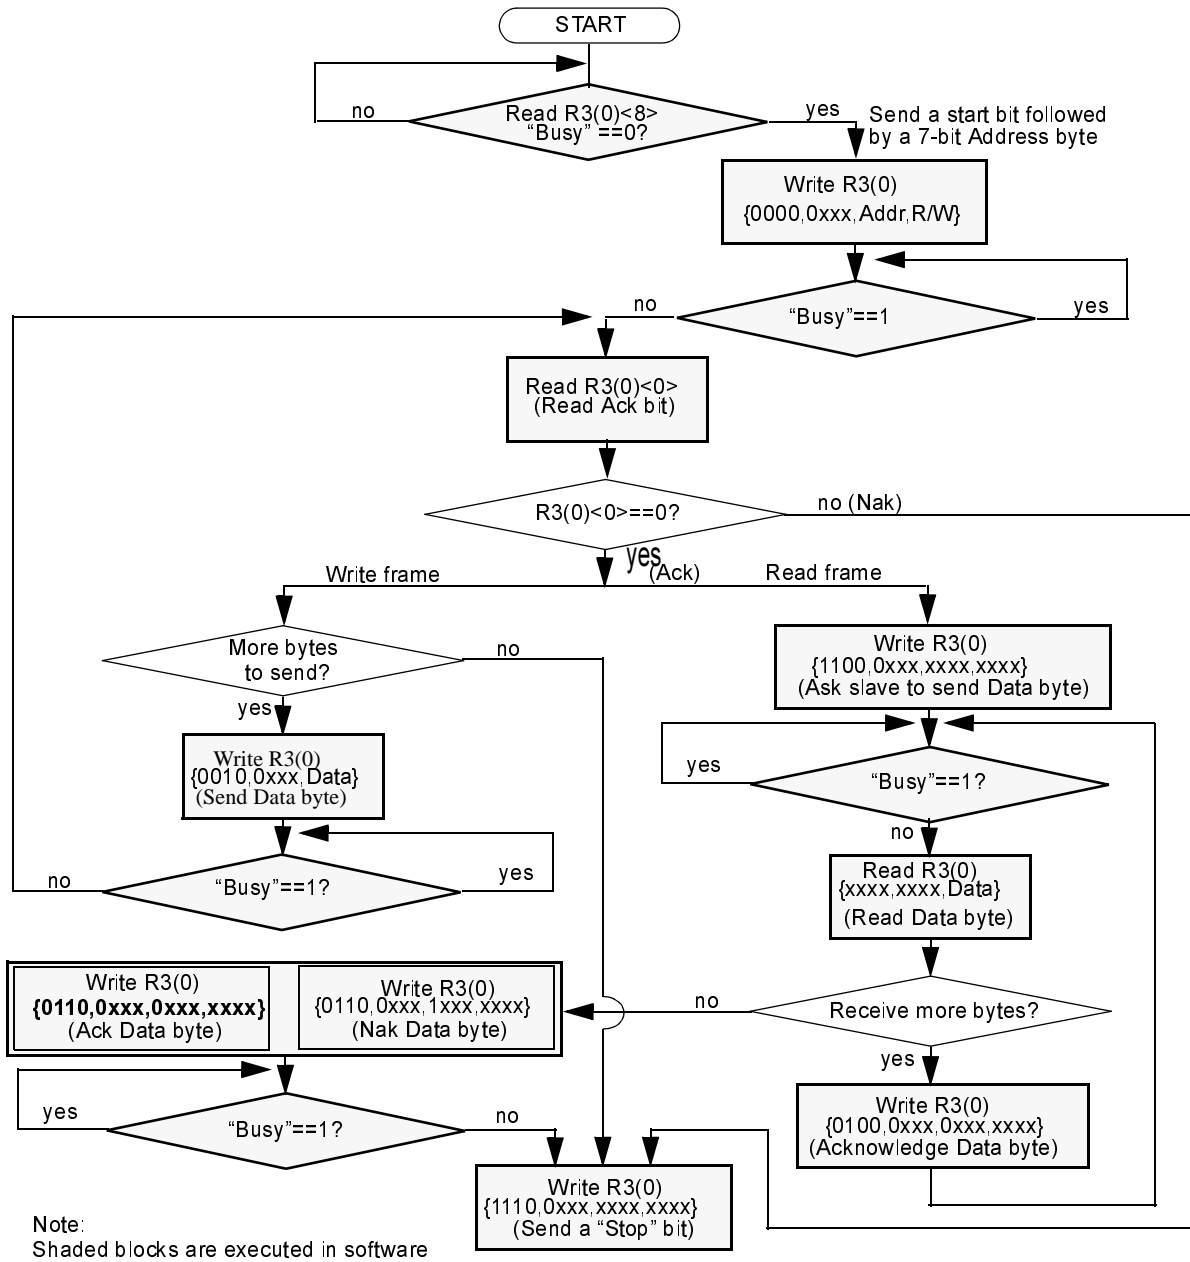 START
Read R3(0)<8>
“Busy” ==0?
no
yes
Send a start bit followed
by a 7-bit Address byte
Write R3(0)
{0000,0xxx,Addr,R/W}
“Busy”==1
no
yes
Read R3(0)<0>
(Read Ack bit)
R3(0)<0>==0?
no (Nak)
yes
(Ack)
Write frame
Read frame
More bytes
to send?
no
yes
Write R3(0)
{0010,0xxx,Data}
(Send Data byte)
“Busy”==1?
no
yes
Write R3(0)
{1100,0xxx,xxxx,xxxx}
(Ask slave to send Data byte)
“Busy”==1?
yes
no
Read R3(0)
{xxxx,xxxx,Data}
(Read Data byte)
Receive more bytes?
no
yes
Write R3(0)
{0100,0xxx,0xxx,xxxx}
(Acknowledge Data byte)
Write R3(0)
{0110,0xxx,0xxx,xxxx}
(Ack Data byte)
Write R3(0)
{0110,0xxx,1xxx,xxxx}
(Nak Data byte)
“Busy”==1?
yes
no
Write R3(0)
{1110,0xxx,xxxx,xxxx}
(Send a “Stop” bit)
Note:
Shaded blocks are executed in software